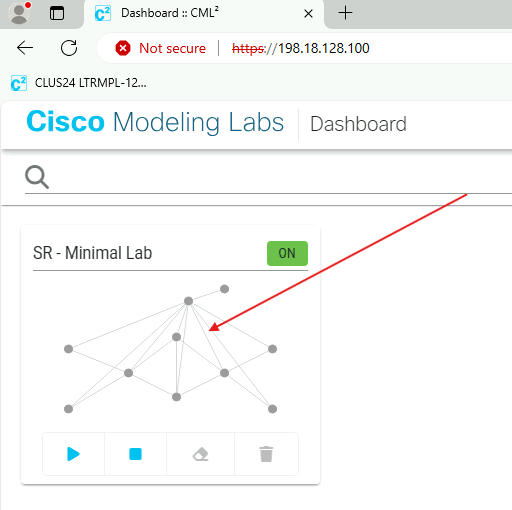 Dashboard :: CML²
Not secure
https://198.18.128.100
C² CLUS24 LTRMPL-12...
Cisco Modeling Labs
Dashboard
SR - Minimal Lab
ON